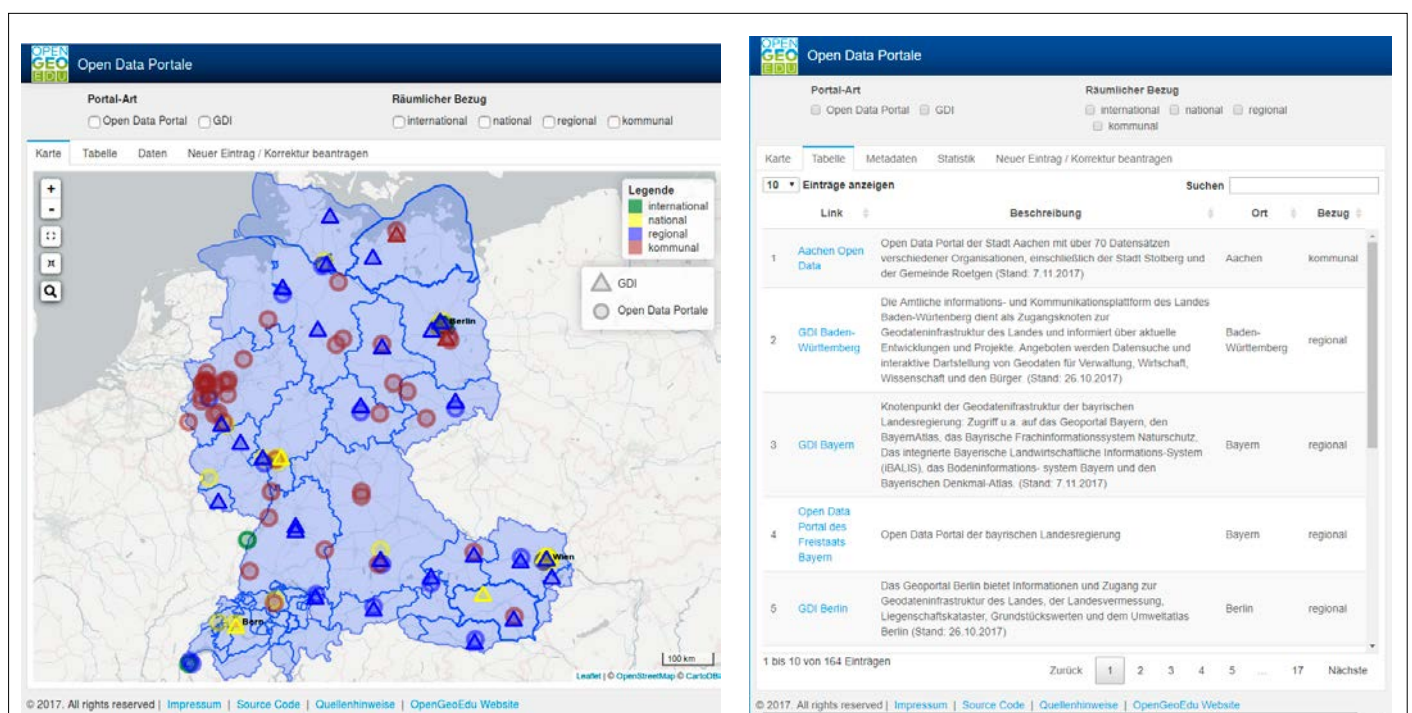 OPEN
GEO
EDU
Open Data Portale
Portal-Art
Räumlicher Bezug
Open Data Portal GDI
international national regional kommunal
Karte Tabelle Daten Neuer Eintrag / Korrektur beantragen
+
-
Legende
international
national
regional
kommunal
GDI
Open Data Portale
Berlin
Wien
Bern
100 km
Leaflet | © OpenStreetMap © CartoDB
© 2017. All rights reserved | Impressum | Source Code | Quellenhinweise | OpenGeoEdu Website
OPEN
GEO
EDU
Open Data Portale
Portal-Art
Räumlicher Bezug
Open Data Portal GDI
international national regional
kommunal
Karte Tabelle Metadaten Statistik Neuer Eintrag / Korrektur beantragen
10 Einträge anzeigen
Suchen
Link Beschreibung Ort Bezug
1
Aachen Open
Data
Open Data Portal der Stadt Aachen mit über 70 Datensätzen
verschiedener Organisationen, einschließlich der Stadt Stolberg und
der Gemeinde Roetgen (Stand: 7.11.2017)
Aachen
kommunal
2
GDI Baden-
Württemberg
Die Amtliche informations- und Kommunikationsplattform des Landes
Baden-Würtenberg dient als Zugangsknoten zur
Geodateninfrastruktur des Landes und informiert über aktuelle
Entwicklungen und Projekte. Angeboten werden Datensuche und
interaktive Dartstellung von Geodaten für Verwaltung, Wirtschaft,
Wissenschaft und den Bürger. (Stand: 26.10.2017)
Baden-
Württemberg
regional
3
GDI Bayern
Knotenpunkt der Geodatenifrastruktur der bayrischen
Landesregierung: Zugriff u.a. auf das Geoportal Bayern, den
BayernAtlas, das Bayrische Frachinformationssystem Naturschutz,
Das integrierte Bayerische Landwirtschaftliche Informations-System
(iBALIS), das Bodeninformations- system Bayern und den
Bayerischen Denkmal-Atlas. (Stand: 7.11.2017)
Bayern
regional
4
Open Data
Portal des
Freistaats
Bayern
Open Data Portal der bayrischen Landesregierung
Bayern
regional
5
GDI Berlin
Das Geoportal Berlin bietet Informationen und Zugang zur
Geodateninfrastruktur des Landes, der Landesvermessung,
Liegenschaftskataster, Grundstückswerten und dem Umweltatlas
Berlin (Stand: 26.10.2017)
Berlin
regional
1 bis 10 von 164 Einträgen
Zurück 1 2 3 4 5 ... 17 Nächste
© 2017. All rights reserved | Impressum | Source Code | Quellenhinweise | OpenGeoEdu Website